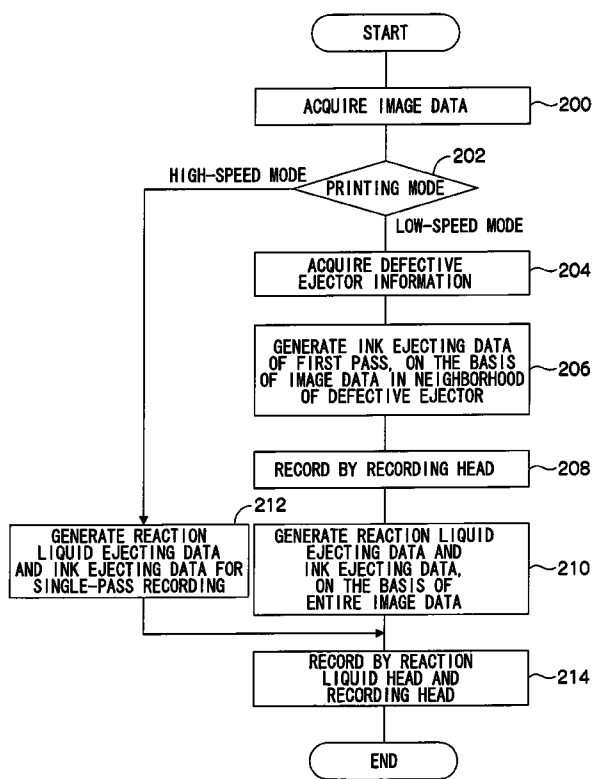 START
ACQUIRE IMAGE DATA
200
202
HIGH-SPEED MODE
PRINTING MODE
LOW-SPEED MODE
ACQUIRE DEFECTIVE
EJECTOR INFORMATION
204
GENERATE INK EJECTING DATA
OF FIRST PASS, ON THE BASIS
OF IMAGE DATA IN NEIGHBORHOOD
OF DEFECTIVE EJECTOR
206
RECORD BY RECORDING HEAD
208
212
GENERATE REACTION
LIQUID EJECTING DATA
AND INK EJECTING DATA FOR
SINGLE-PASS RECORDING
GENERATE REACTION LIQUID
EJECTING DATA AND
INK EJECTING DATA,
ON THE BASIS OF
ENTIRE IMAGE DATA
210
RECORD BY REACTION
LIQUID HEAD AND
RECORDING HEAD
214
END